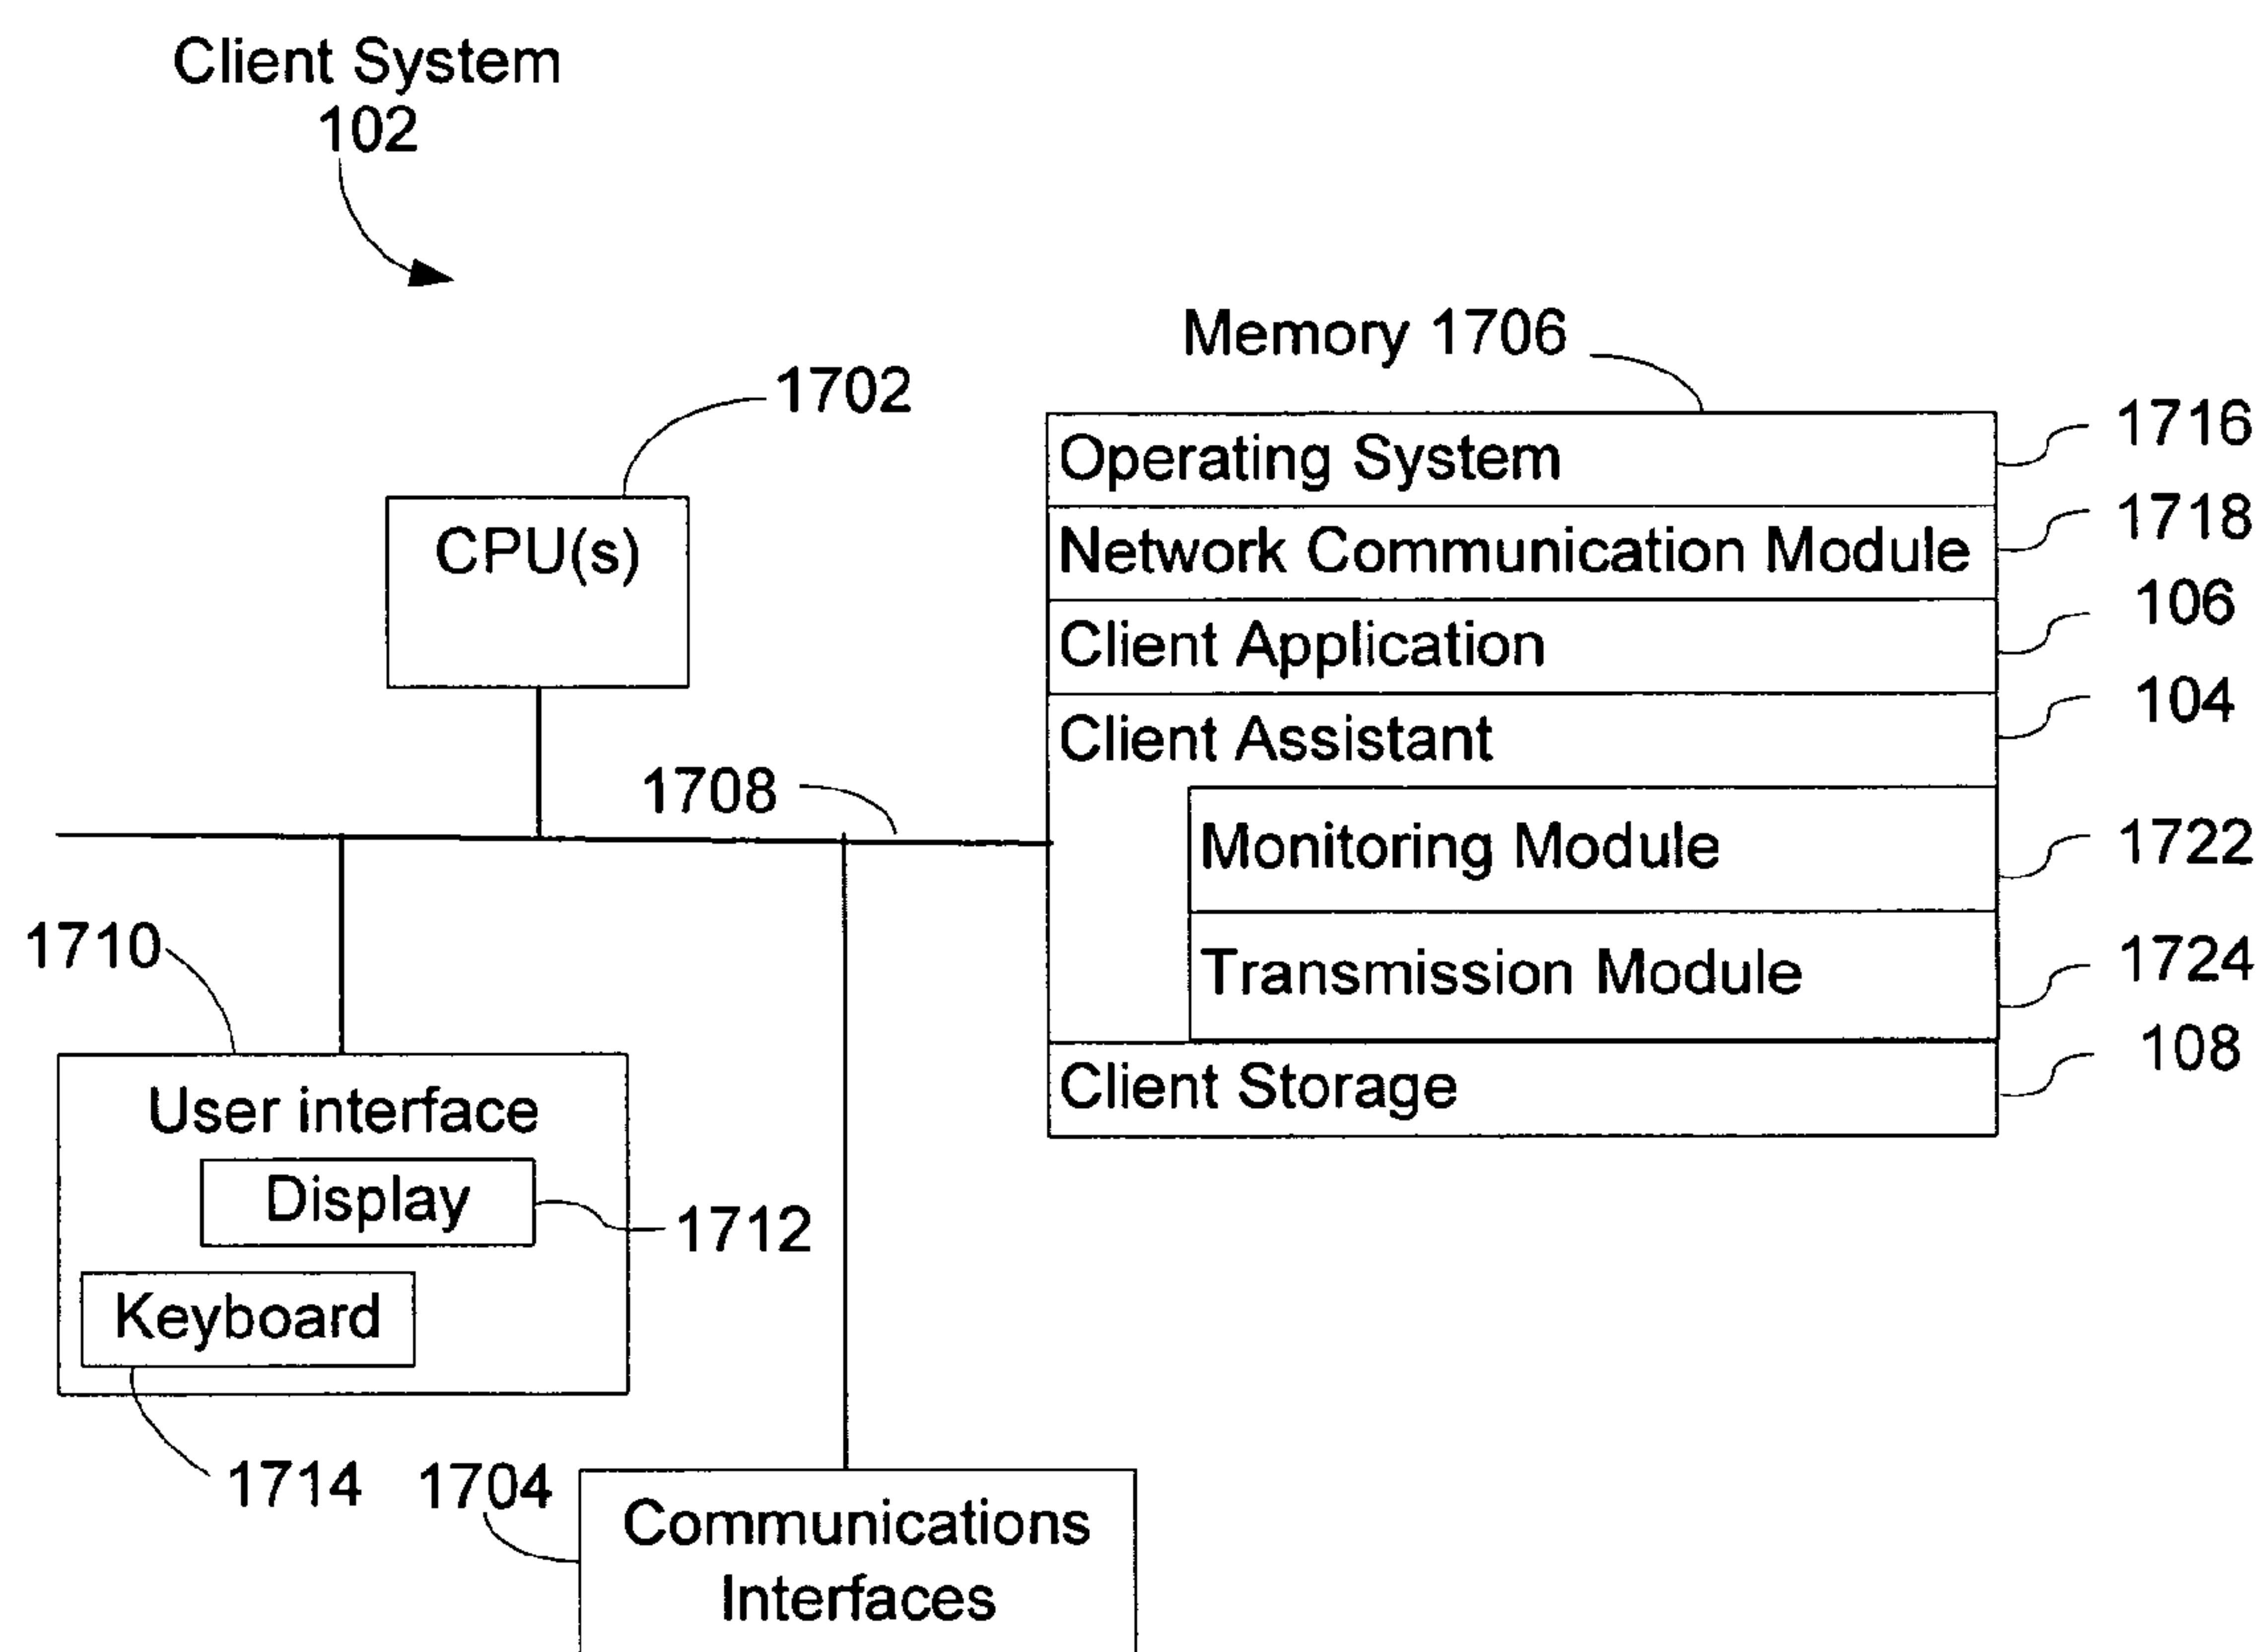 Client System
102
Memory 1706
1702
1716
Operating System
1718
CPU(s)
Network Communication Module
106
Client Application
104
Client Assistant
1708
Monitoring Module
1722
1710
Transmission Module
1724
108
User interface
Client Storage
Display
1712
Keyboard
1714
1704
Communications
Interfaces